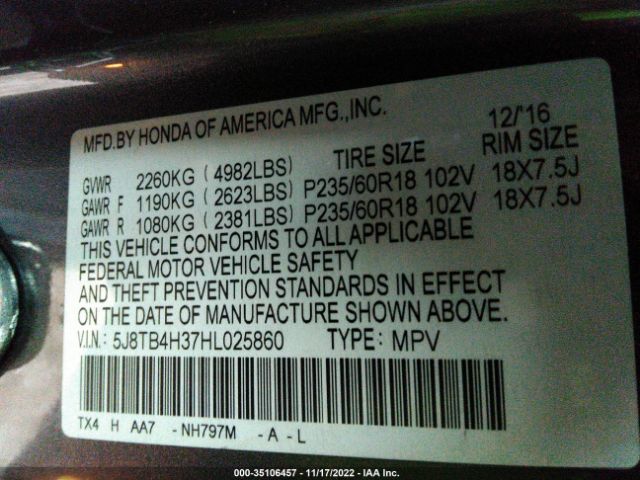 MFD.BY HONDA OF AMERICA MFG.,INC. 12/'16
TIRE SIZE RIM SIZE
GVWR 2260KG (4982LBS)
GAWR F 1190KG (2623LBS) P235/60R18 102V 18X7.5J
GAWR R 1080KG (2381LBS) P235/60R18 102V 18X7.5J
THIS VEHICLE CONFORMS TO ALL APPLICABLE
FEDERAL MOTOR VEHICLE SAFETY
AND THEFT PREVENTION STANDARDS IN EFFECT
ON THE DATE OF MANUFACTURE SHOWN ABOVE.
V.I.N.: 5J8TB4H37HL025860 TYPE: MPV
TX4 H AA7 - NH797M - A - L
000-35106457 - 11/17/2022 - IAA Inc.